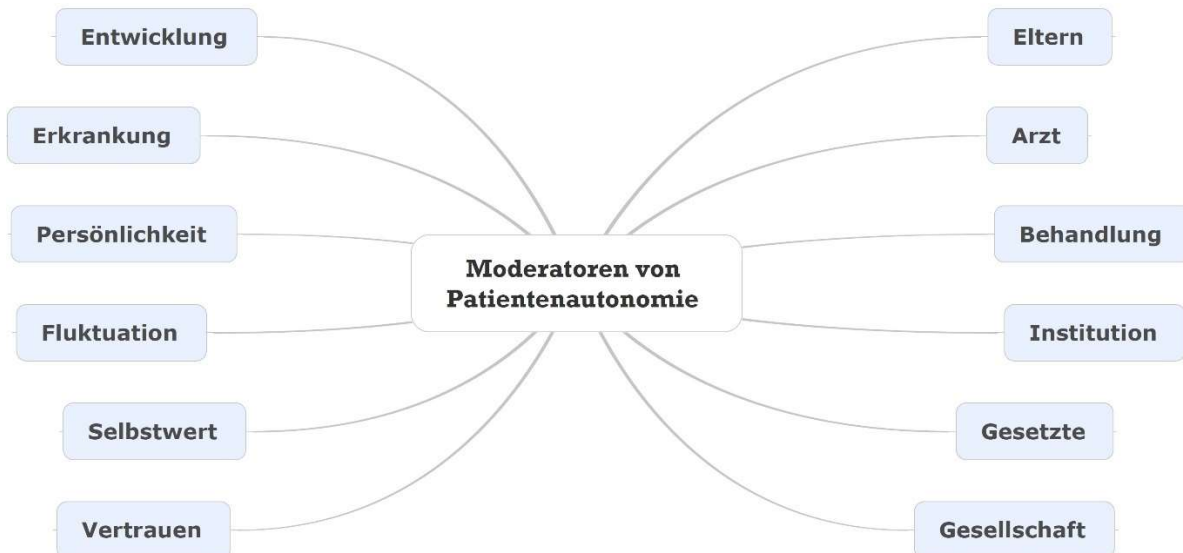 Entwicklung
Erkrankung
Persönlichkeit
Fluktuation
Selbstwert
Vertrauen
Moderatoren von
Patientenautonomie
Eltern
Arzt
Behandlung
Institution
Gesetzte
Gesellschaft